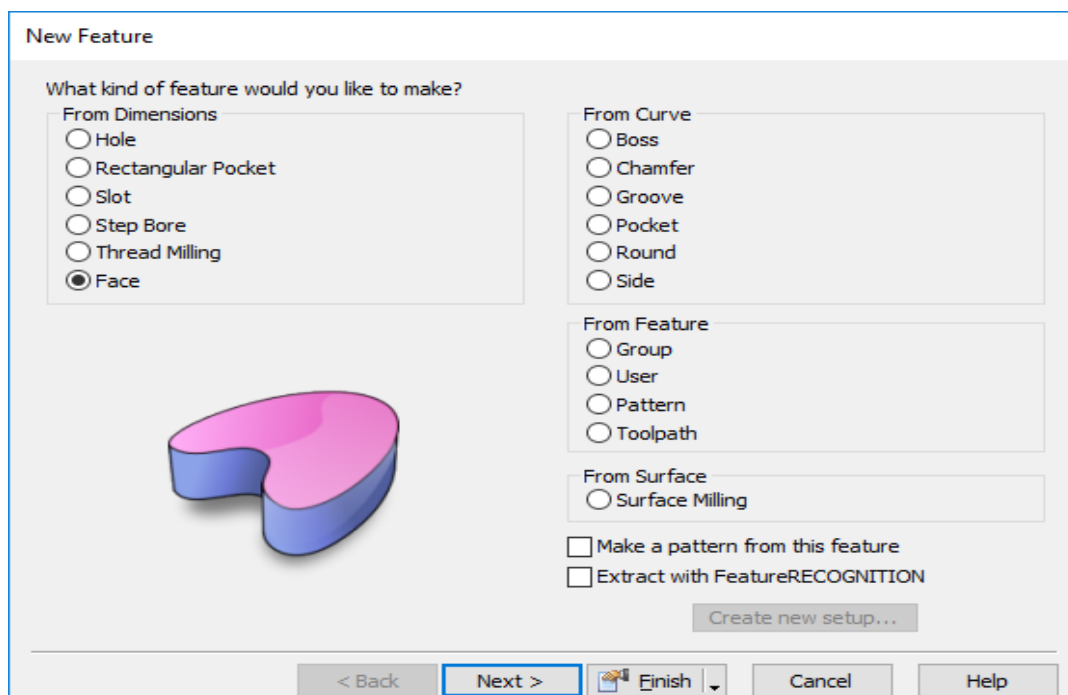 New Feature
What kind of feature would you like to make?
From Dimensions
Hole
Rectangular Pocket
Slot
Step Bore
Thread Milling
Face
From Curve
Boss
Chamfer
Groove
Pocket
Round
Side
From Feature
Group
User
Pattern
Toolpath
From Surface
Surface Milling
Make a pattern from this feature
Extract with FeatureRECOGNITION
Create new setup...
< Back Next > Finish Cancel Help